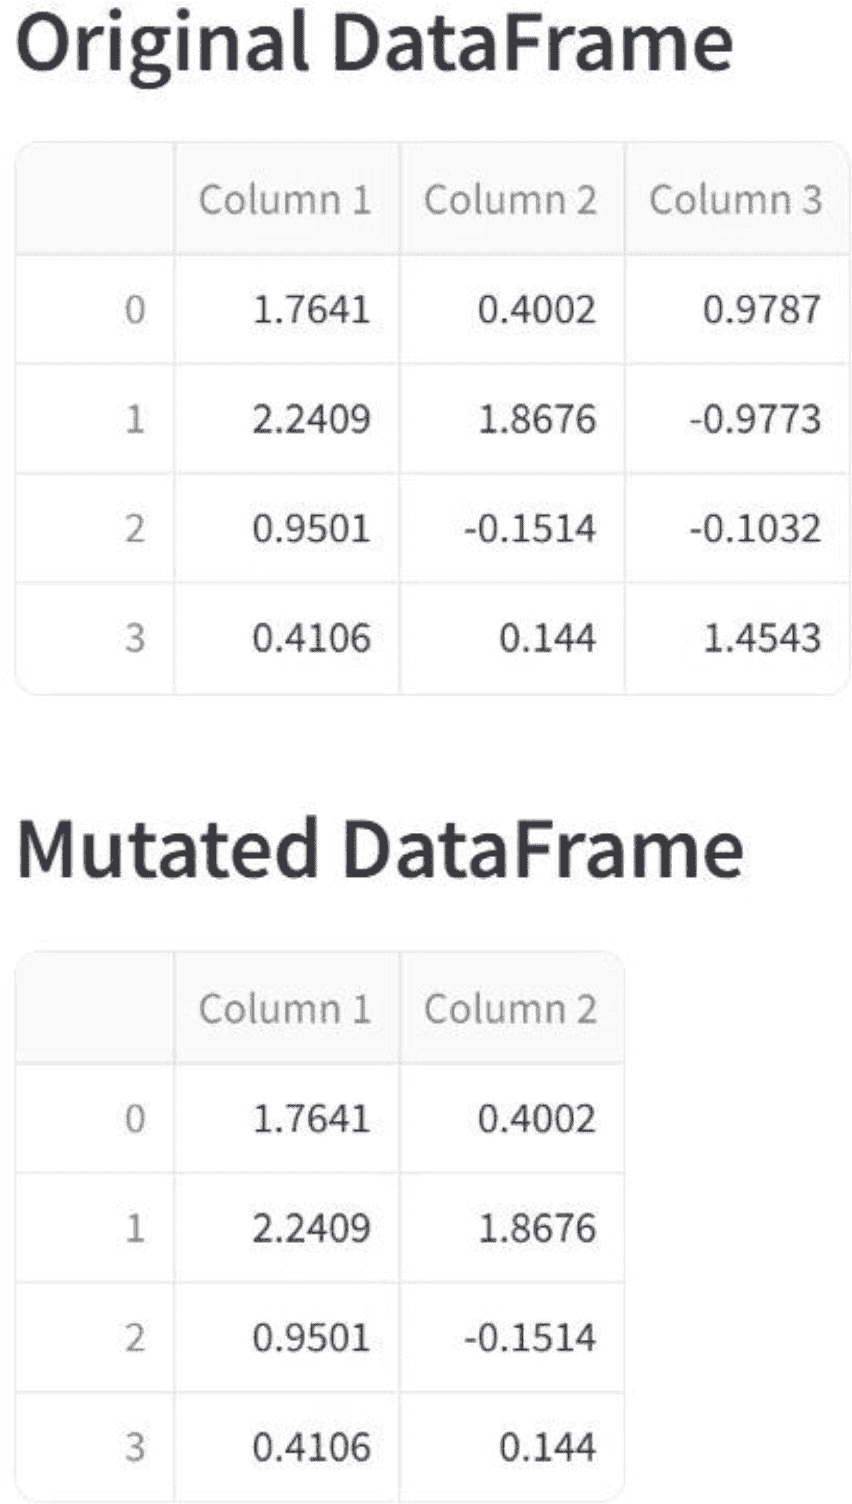 Original DataFrame
Column 1 Column 2 Column 3
0 1.7641 0.4002 0.9787
1 2.2409 1.8676 -0.9773
2 0.9501 -0.1514 -0.1032
3 0.4106 0.144 1.4543
Mutated DataFrame
Column 1 Column 2
0 1.7641 0.4002
1 2.2409 1.8676
2 0.9501 -0.1514
3 0.4106 0.144